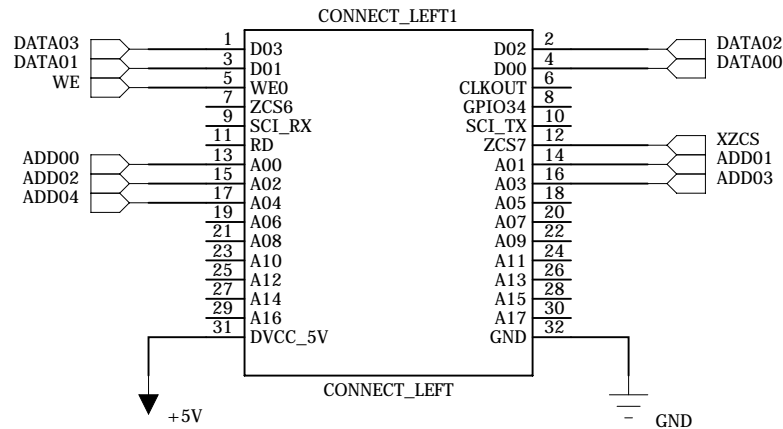 CONNECT_LEFT1
DATA03 1 D03 D02 2 DATA02
DATA01 3 D01 D00 4 DATA00
WE 5 WE0 CLKOUT 6
7 ZCS6 GPIO34 8
9 SCI_RX SCI_TX 10
11 RD ZCS7 12 XZCS
ADD00 13 A00 A01 14 ADD01
ADD02 15 A02 A03 16 ADD03
ADD04 17 A04 A05 18
19 A06 A07 20
21 A08 A09 22
23 A10 A11 24
25 A12 A13 26
27 A14 A15 28
29 A16 A17 30
31 DVCC_5V GND 32
CONNECT_LEFT
+5V GND